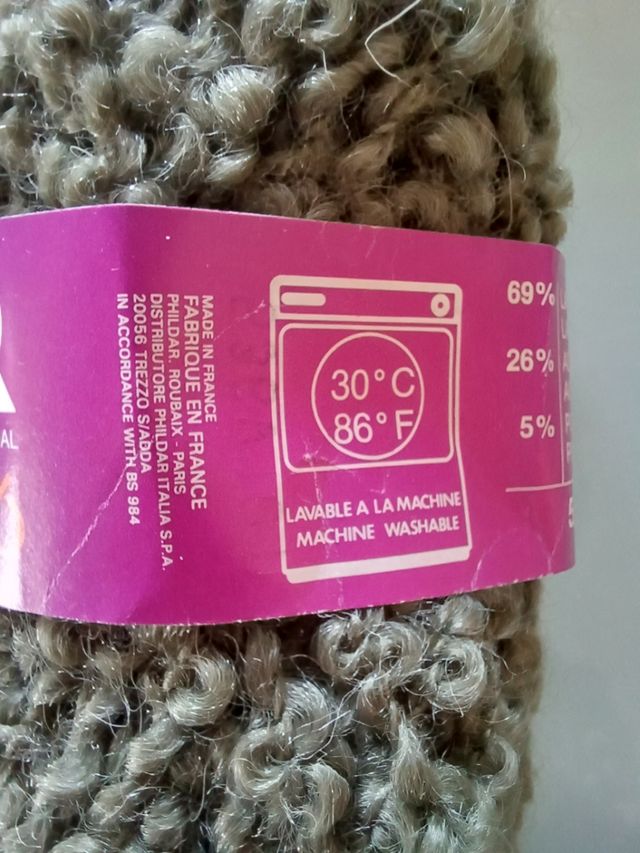 AL
MADE IN FRANCE
FABRIQUE EN FRANCE
PHILDAR. ROUBAIX - PARIS
DISTRIBUTORE PHILDAR ITALIA S.P.A.
20056 TREZZO S/ADDA
IN ACCORDANCE WITH BS 984
30° C
86° F
LAVABLE A LA MACHINE
MACHINE WASHABLE
69%
26%
5%